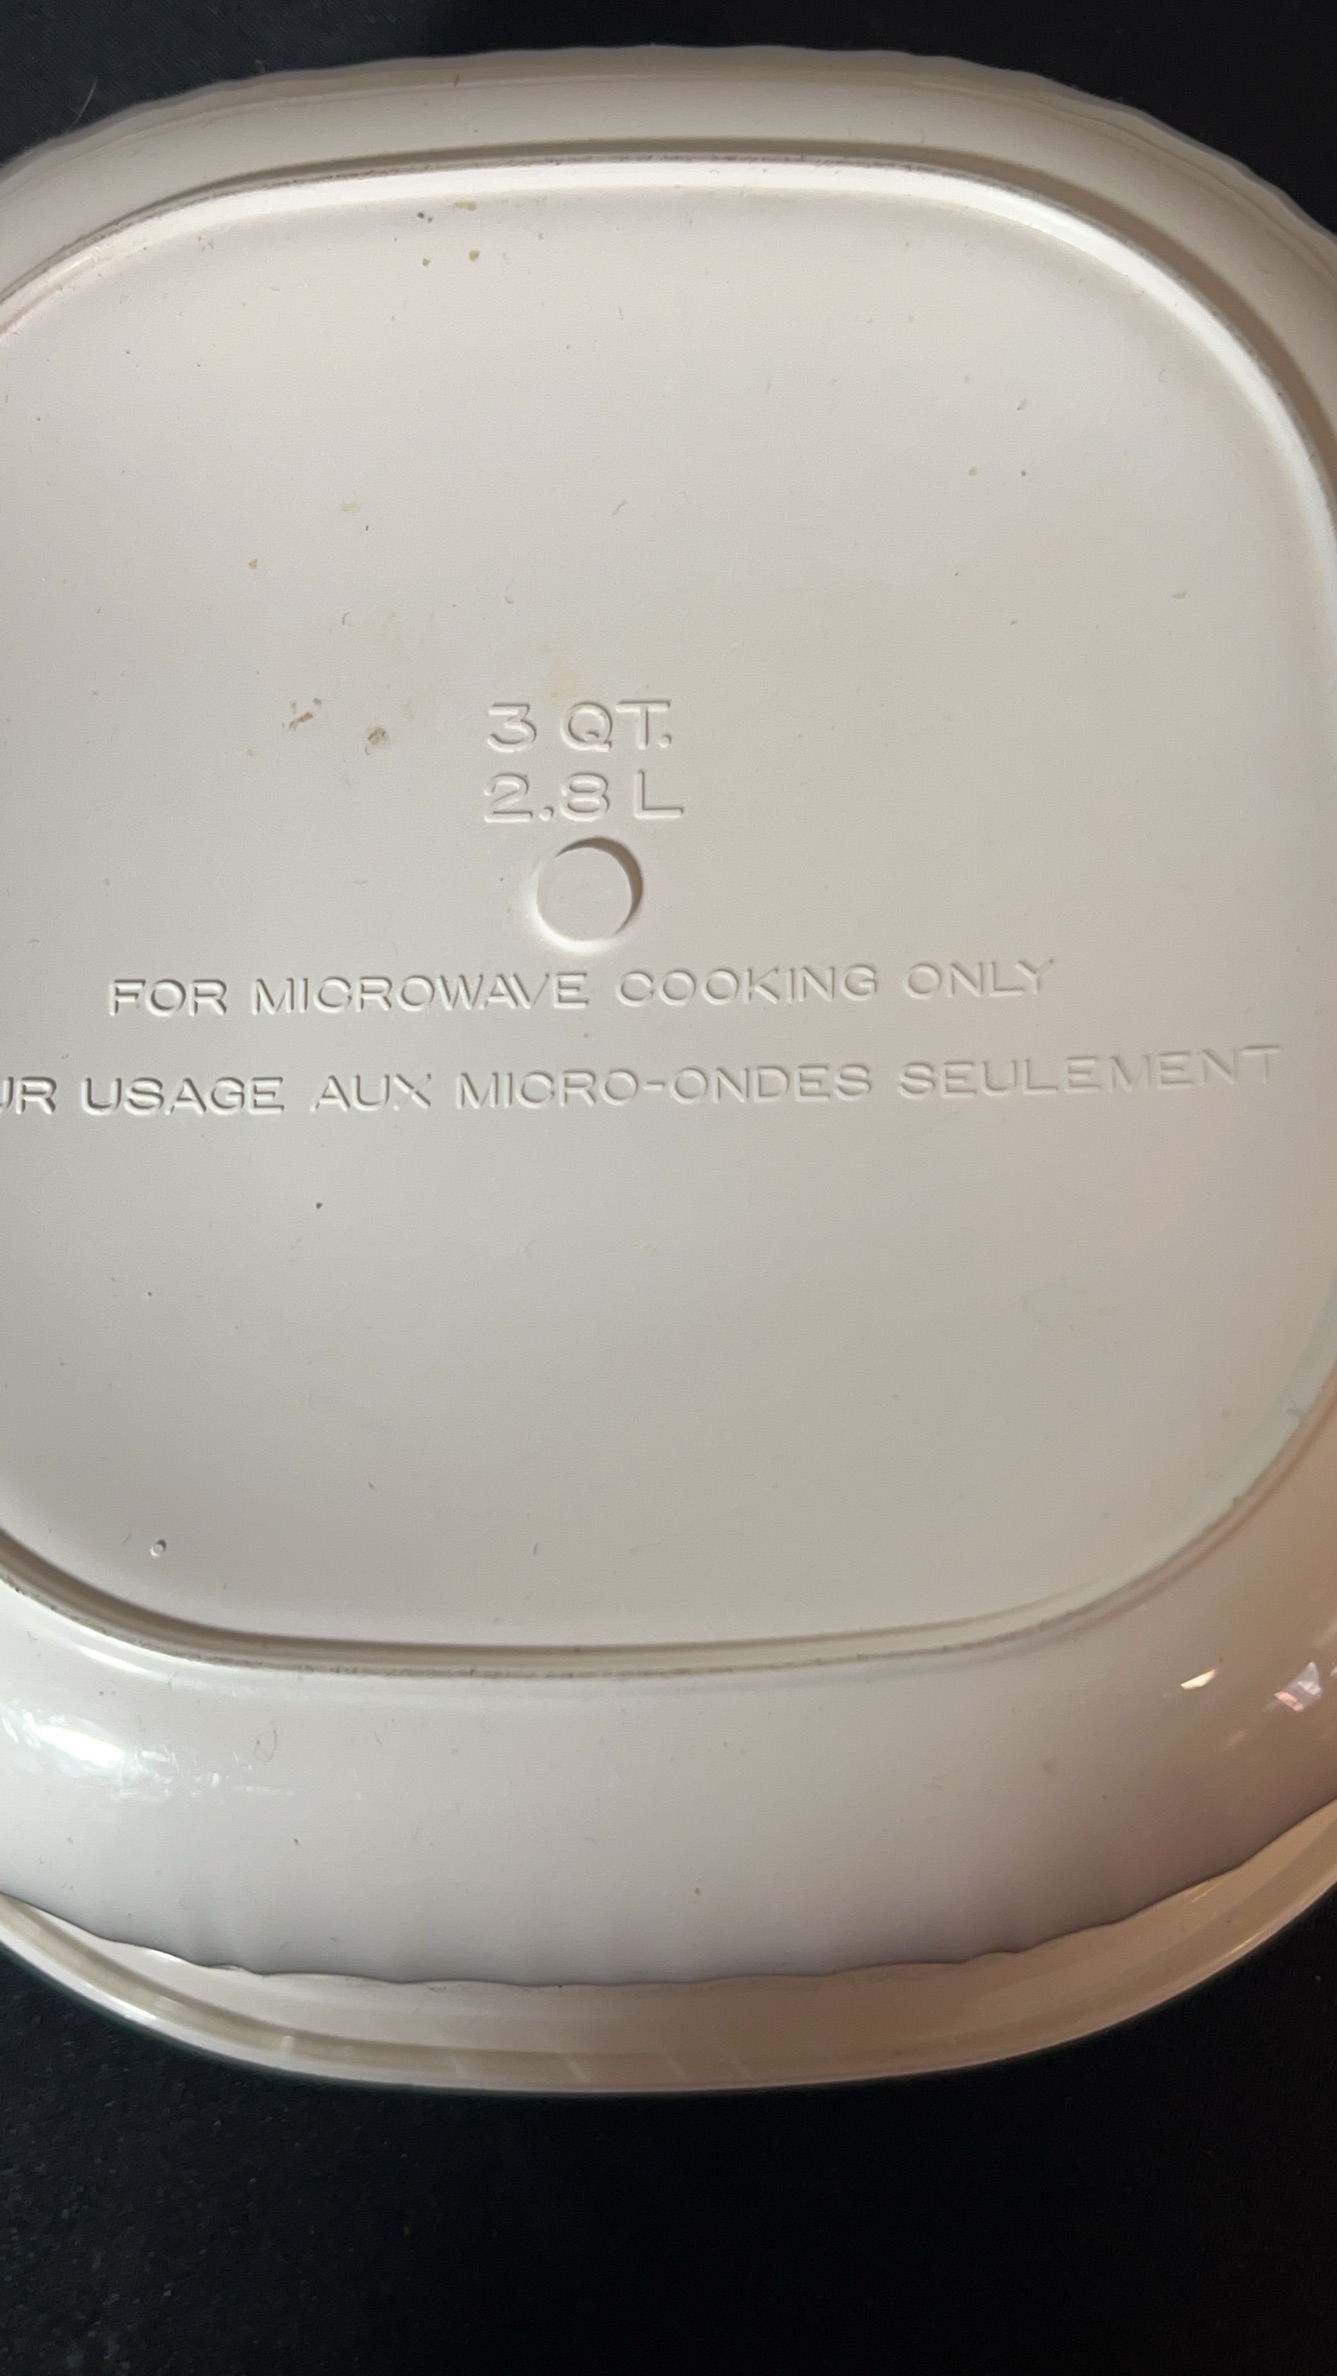 3 QT.
2.8 L
FOR MICROWAVE COOKING ONLY
USAGE AUX MICRO-ONDES SEULEMENT